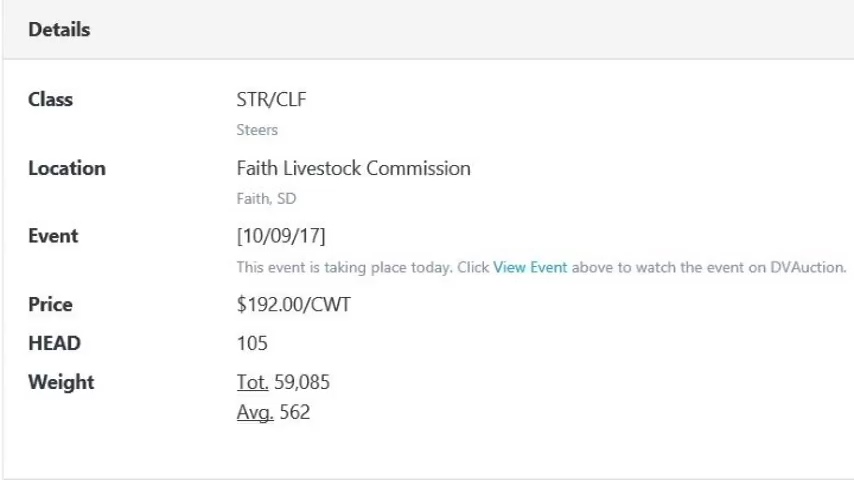 Details
Class STR/CLF
Steers
Location Faith Livestock Commission
Faith, SD
Event [10/09/17]
This event is taking place today. Click View Event above to watch the event on DVAuction.
Price $192.00/CWT
HEAD 105
Weight Tot. 59,085
Avg. 562